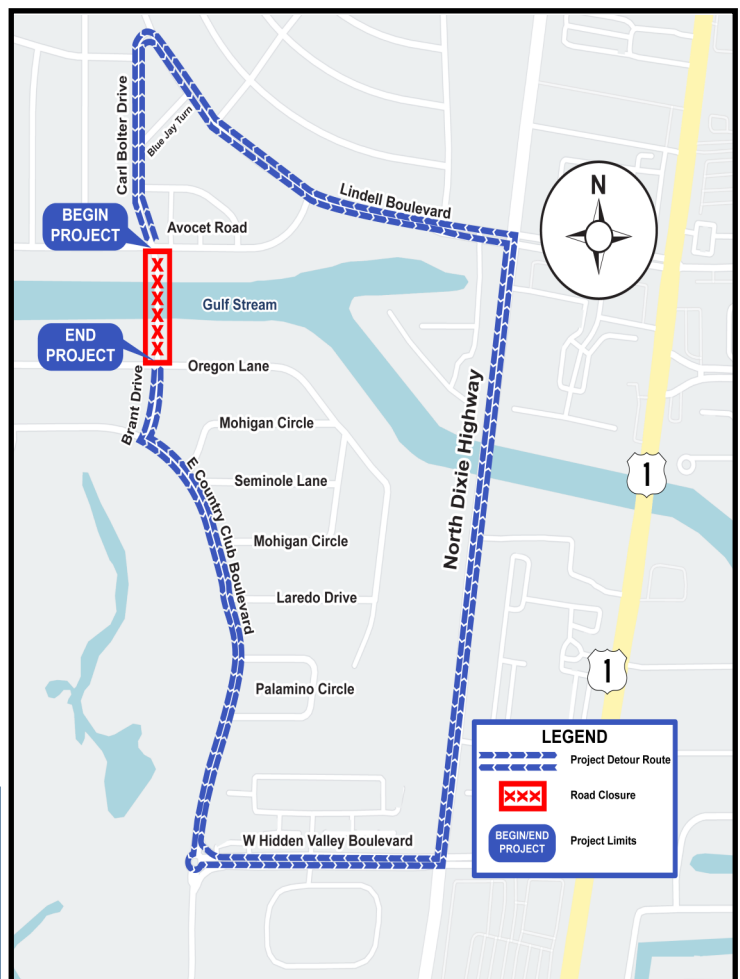 Carl Bolter Drive
Blue Jay Turn
Lindell Boulevard
N
BEGIN
PROJECT
Avocet Road
Gulf Stream
END
PROJECT
Oregon Lane
Brant Drive
Mohigan Circle
North Dixie Highway
E Country Club Boulevard
Seminole Lane
1
Mohigan Circle
Laredo Drive
1
Palamino Circle
LEGEND
Project Detour Route
XXX
Road Closure
BEGIN/END
PROJECT
Project Limits
W Hidden Valley Boulevard
XXXXXX